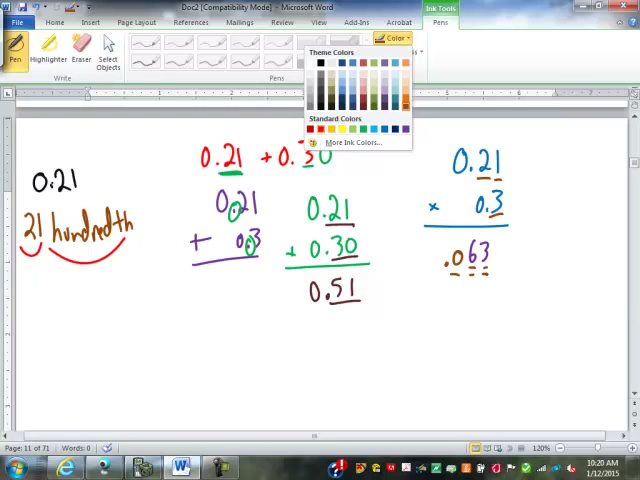 Doc2 [Compatibility Mode] - Microsoft Word
Ink Tools
File
Home
Insert
Page Layout
References
Mailings
Review
View
Add-Ins
Acrobat
Pens
Pen
Highlighter
Eraser
Select Objects
Color
Write
Pens
Theme Colors
Standard Colors
More Ink Colors...
0.21
21 hundredth
0.21 + 0.30
0.21
+ 0.3
0.21
+ 0.30
0.51
0.21
× 0.3
.063
Page: 11 of 71
Words: 0
120%
10:20 AM
1/12/2015